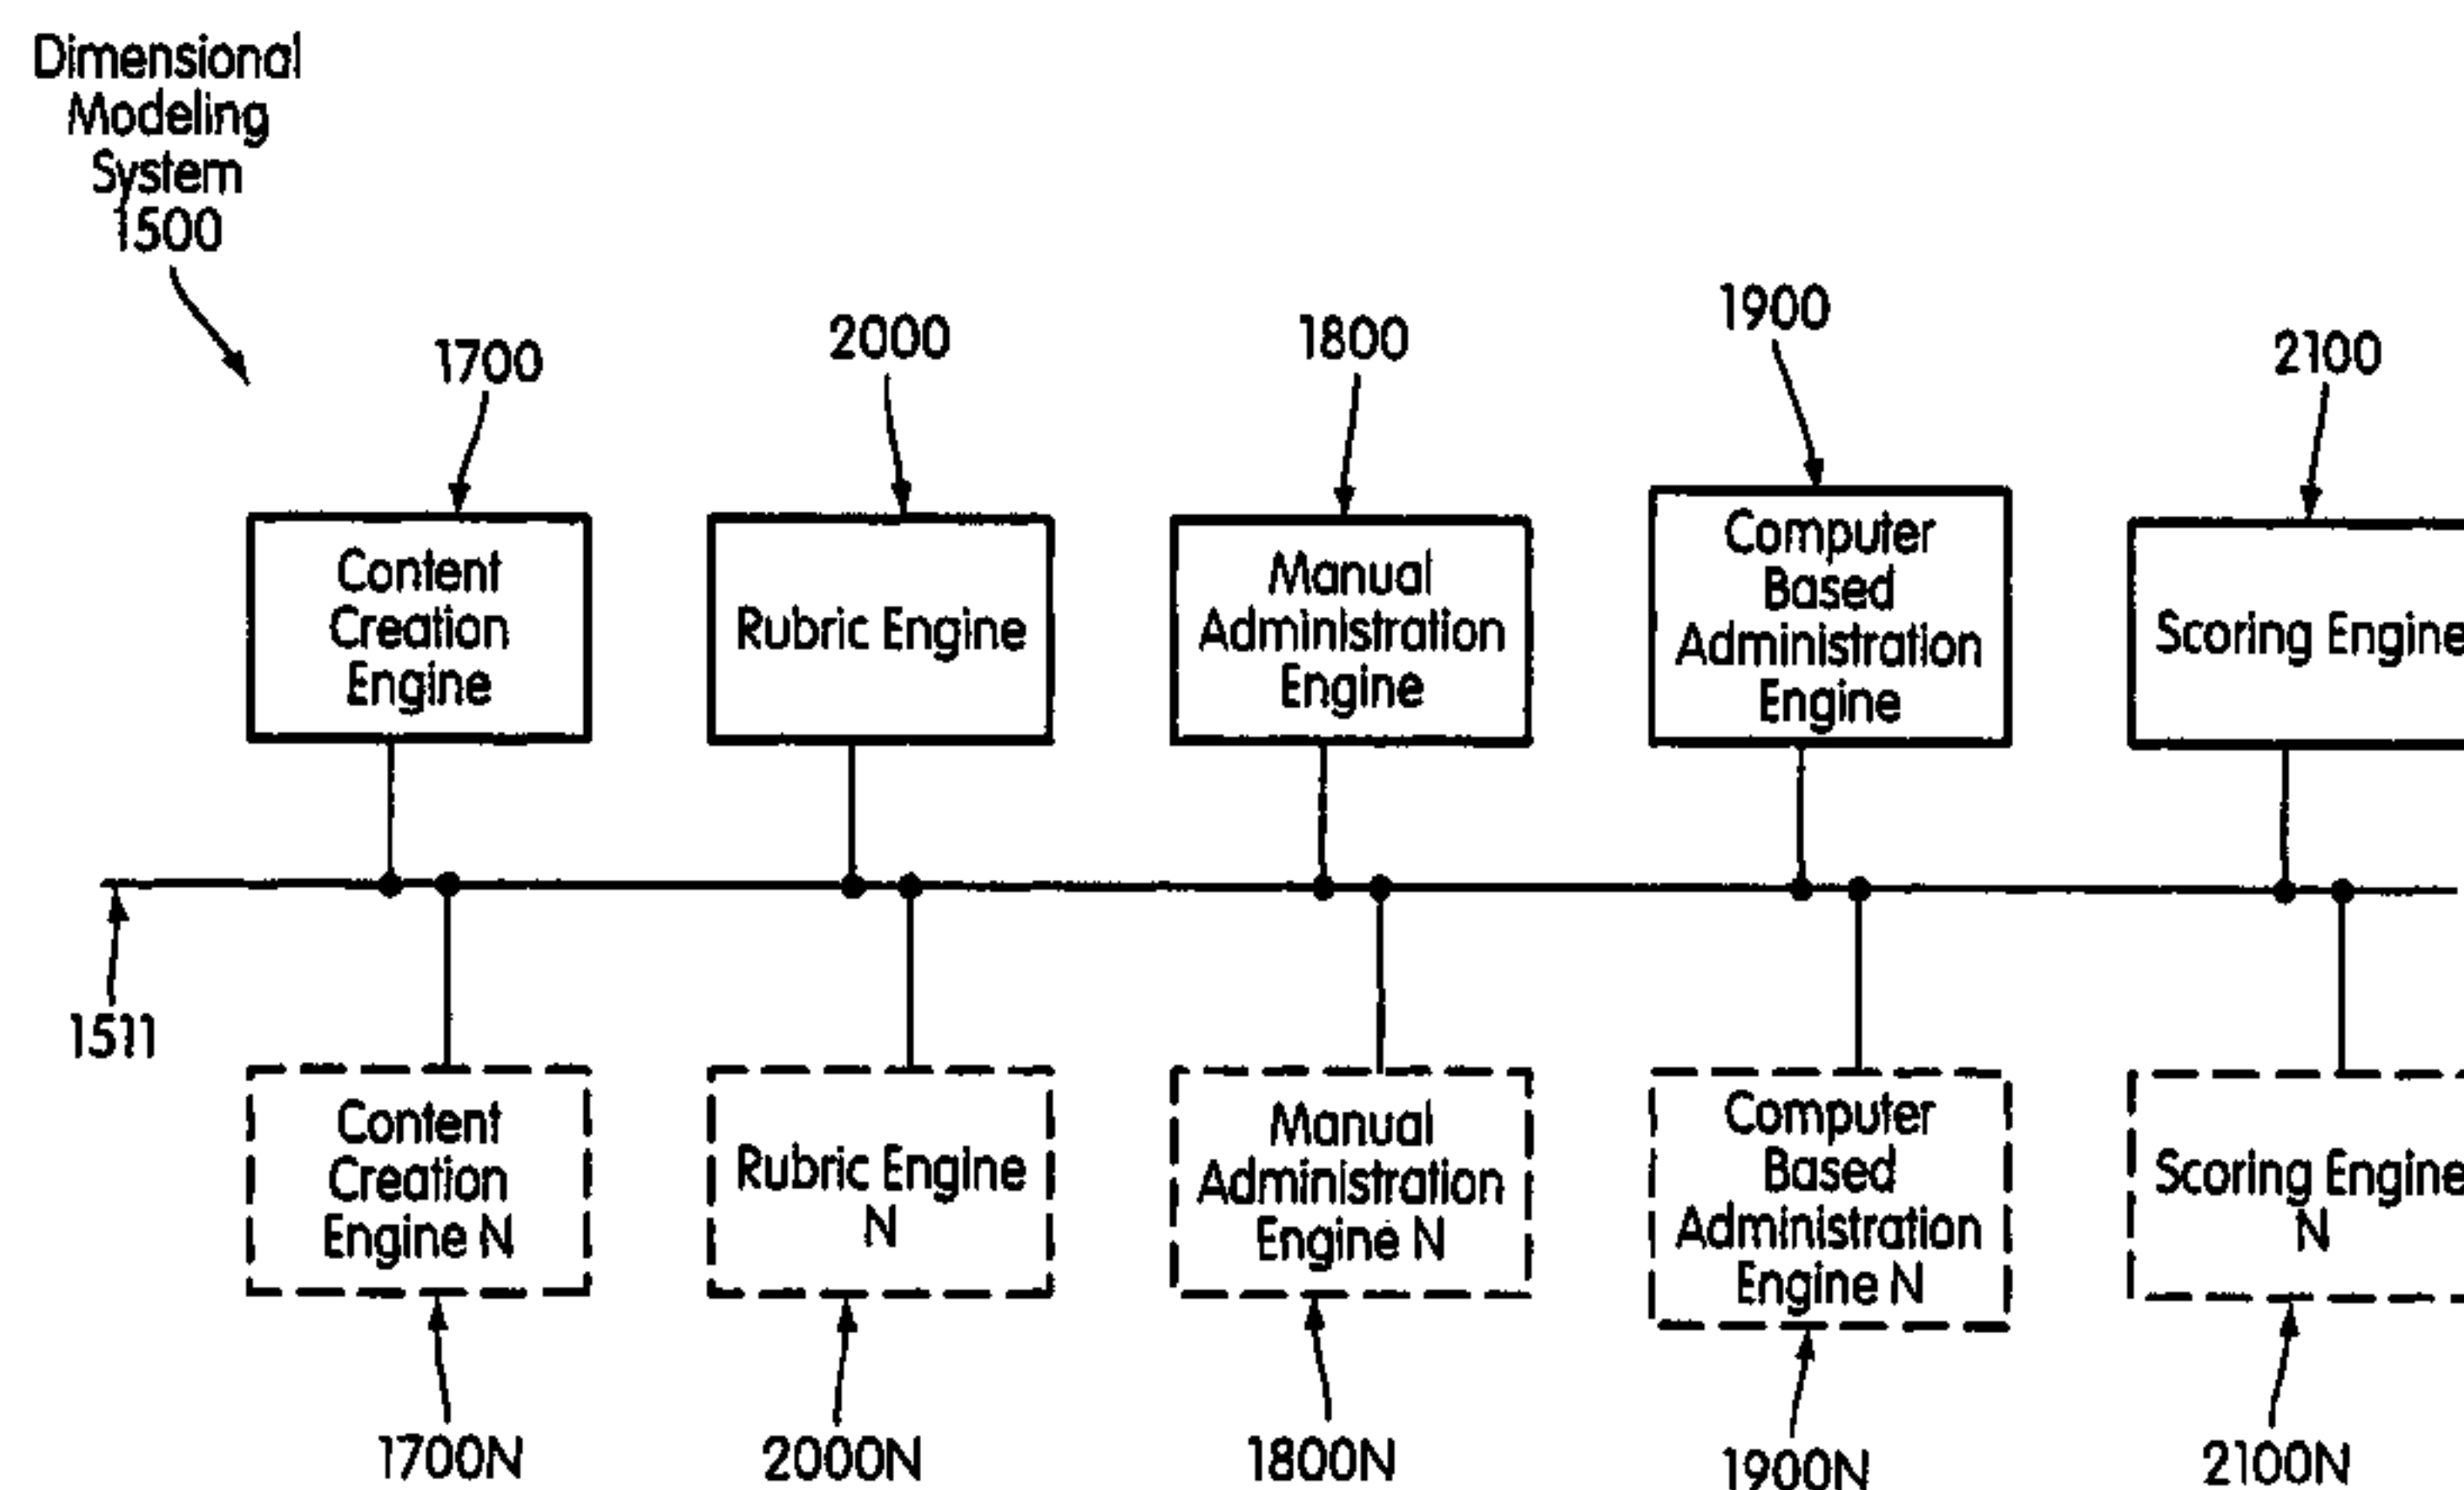 Dimensional
Modeling
System
1500
1700
2000
1800
1900
2100
Content
Creation
Engine
Rubric Engine
Manual
Administration
Engine
Computer
Based
Administration
Engine
Scoring Engine
1511
Content
Creation
Engine N
Rubric Engine
N
Manual
Administration
Engine N
Computer
Based
Administration
Engine N
Scoring Engine
N
1700N
2000N
1800N
1900N
2100N